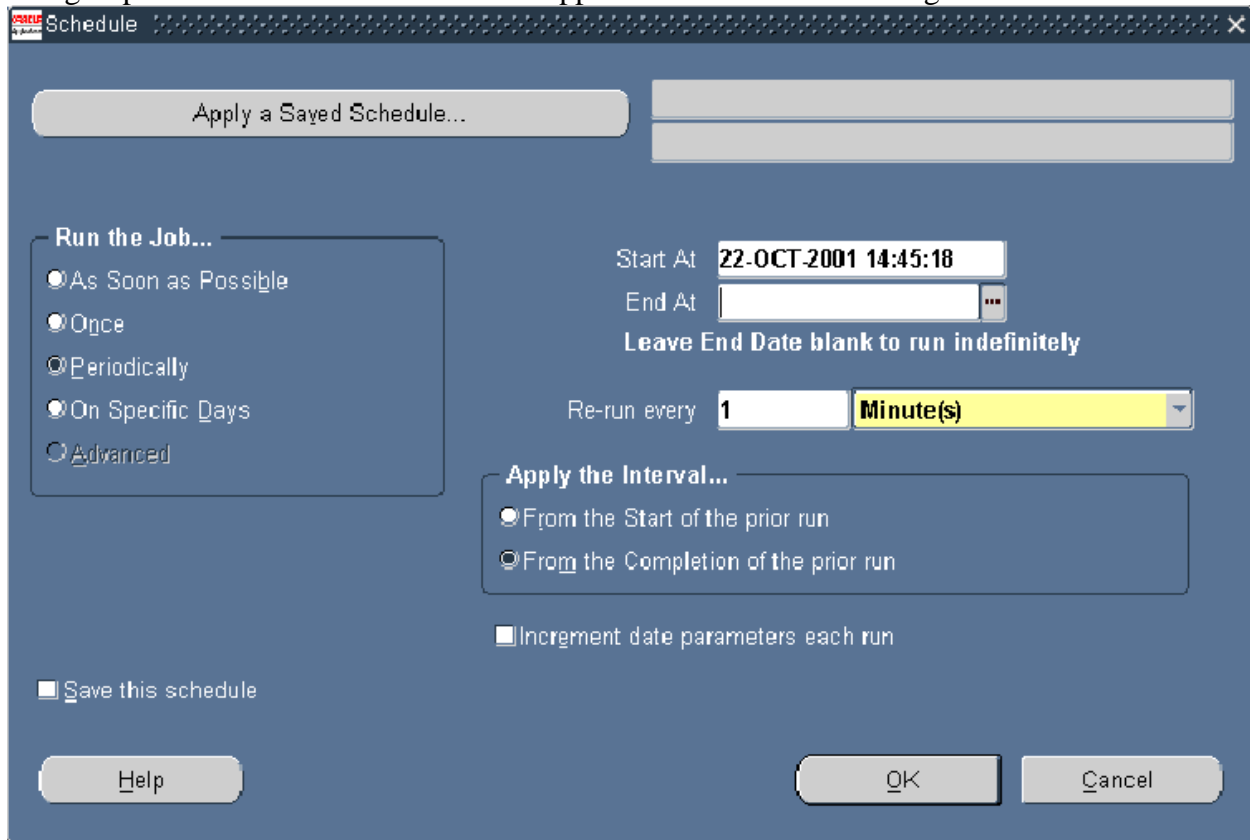 Schedule
Apply a Saved Schedule...
Run the Job...
As Soon as Possible
Once
Periodically
On Specific Days
Advanced
Start At 22-OCT-2001 14:45:18
End At
Leave End Date blank to run indefinitely
Re-run every 1 Minute(s)
Apply the Interval...
From the Start of the prior run
From the Completion of the prior run
Increment date parameters each run
Save this schedule
Help
OK
Cancel